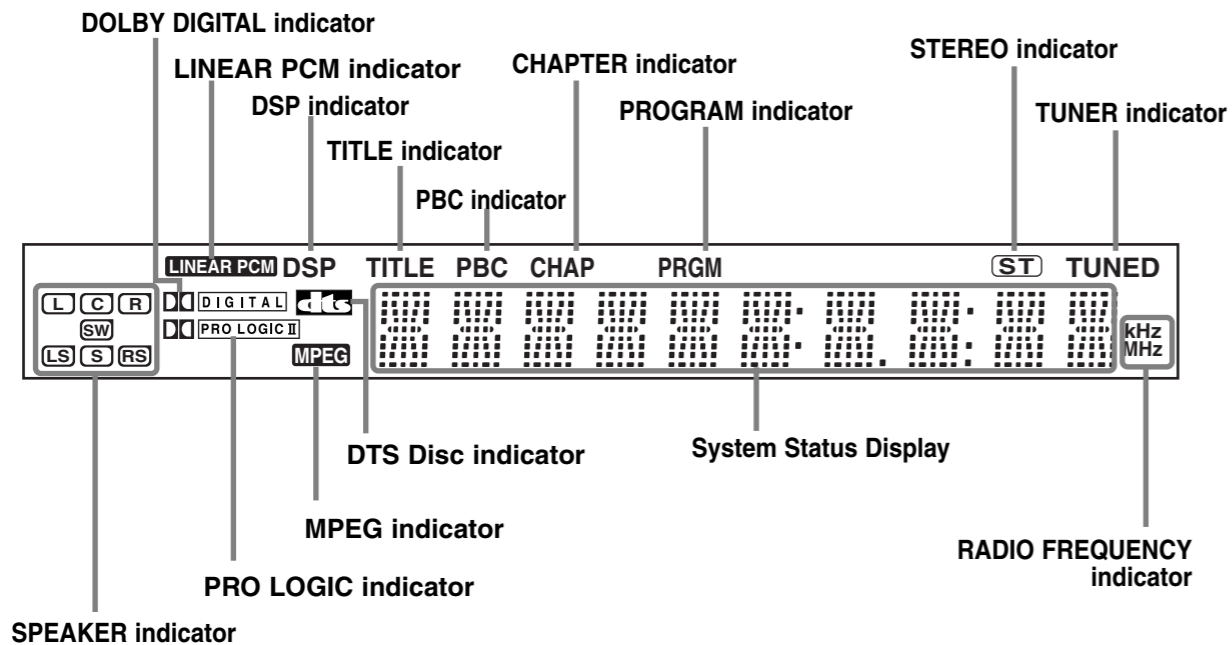 DOLBY DIGITAL indicator
LINEAR PCM indicator
DSP indicator
TITLE indicator
PBC indicator
CHAPTER indicator
PROGRAM indicator
STEREO indicator
TUNER indicator
LINEAR PCM DSP TITLE PBC CHAP PRGM ST TUNED
L C R
SW
LS S RS
DIGITAL dts
PRO LOGIC II
MPEG
kHz
MHz
DTS Disc indicator
System Status Display
MPEG indicator
RADIO FREQUENCY
indicator
PRO LOGIC indicator
SPEAKER indicator